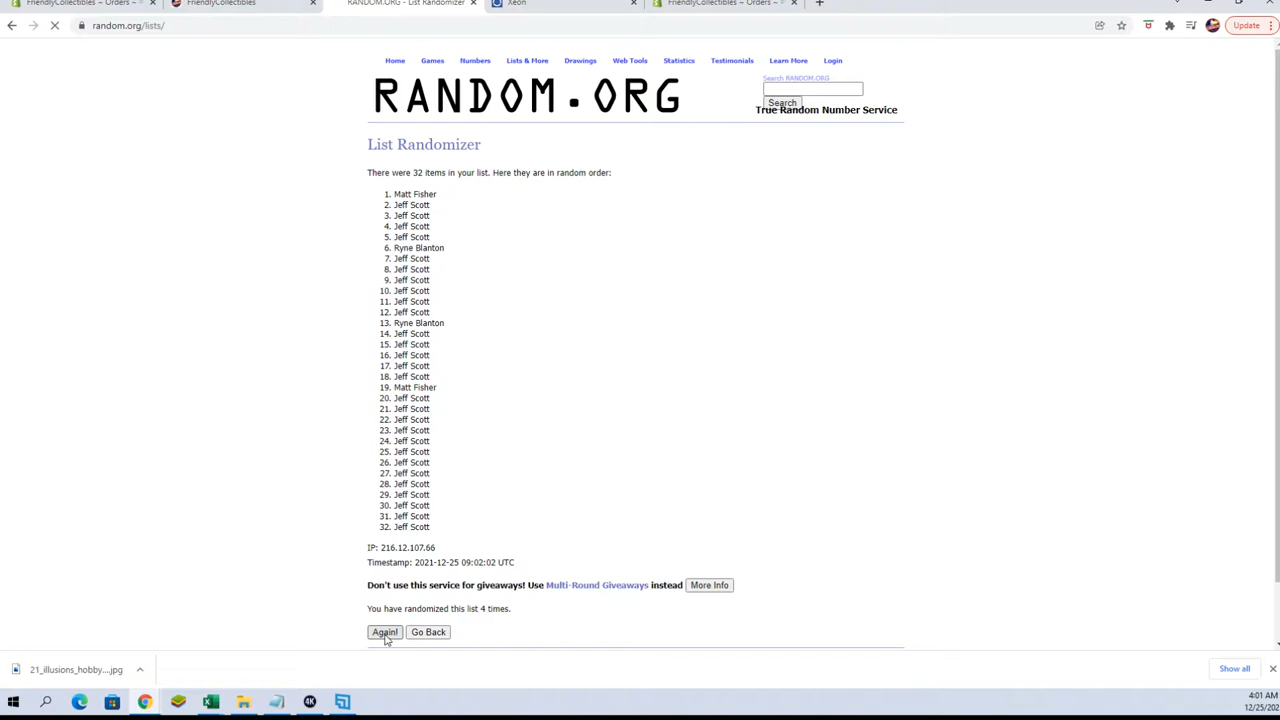 FriendlyCollectibles ~ Orders ~
FriendlyCollectibles
RANDOM.ORG - List Randomizer
Xeon
FriendlyCollectibles ~ Orders ~
random.org/lists/
Update
Home Games Numbers Lists & More Drawings Web Tools Statistics Testimonials Learn More Login
Search RANDOM.ORG
RANDOM.ORG
Search
True Random Number Service
List Randomizer
There were 32 items in your list. Here they are in random order:
1. Matt Fisher
2. Jeff Scott
3. Jeff Scott
4. Jeff Scott
5. Jeff Scott
6. Ryne Blanton
7. Jeff Scott
8. Jeff Scott
9. Jeff Scott
10. Jeff Scott
11. Jeff Scott
12. Jeff Scott
13. Ryne Blanton
14. Jeff Scott
15. Jeff Scott
16. Jeff Scott
17. Jeff Scott
18. Jeff Scott
19. Matt Fisher
20. Jeff Scott
21. Jeff Scott
22. Jeff Scott
23. Jeff Scott
24. Jeff Scott
25. Jeff Scott
26. Jeff Scott
27. Jeff Scott
28. Jeff Scott
29. Jeff Scott
30. Jeff Scott
31. Jeff Scott
32. Jeff Scott
IP: 216.12.107.66
Timestamp: 2021-12-25 09:02:02 UTC
Don't use this service for giveaways! Use Multi-Round Giveaways instead More Info
You have randomized this list 4 times.
Again! Go Back
21_illusions_hobby....jpg
Show all
4K
4:01 AM
12/25/202